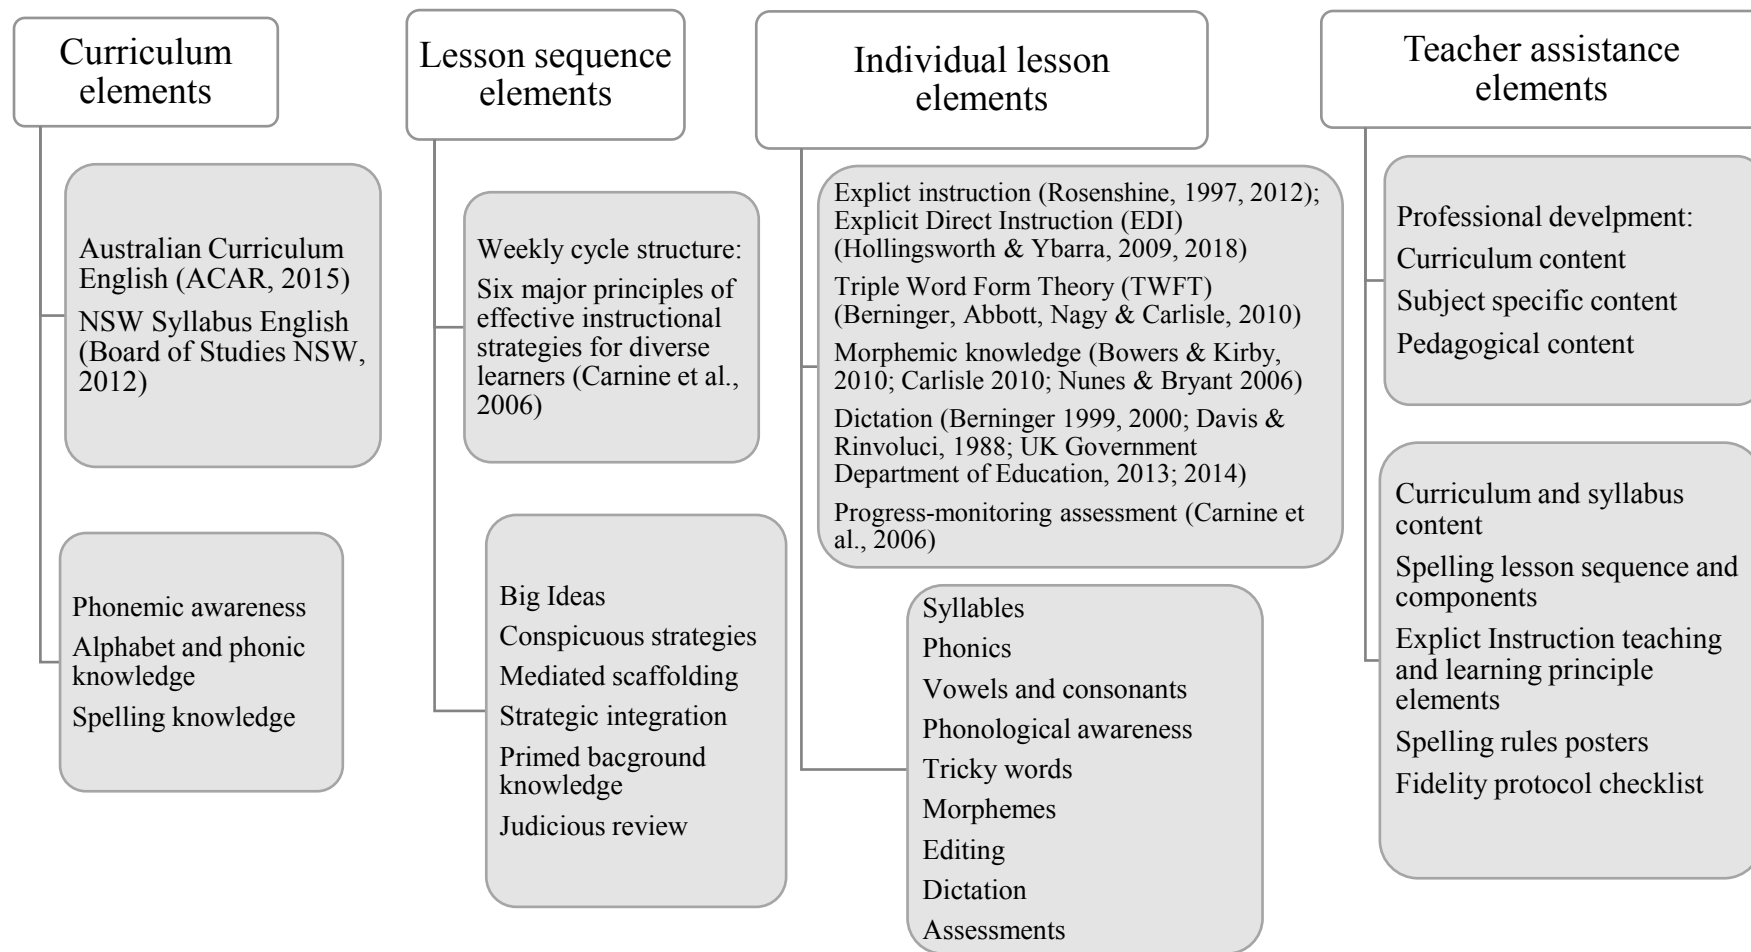 Curriculum
elements
Australian Curriculum
English (ACAR, 2015)
NSW Syllabus English
(Board of Studies NSW,
2012)
Phonemic awareness
Alphabet and phonic
knowledge
Spelling knowledge
Lesson sequence
elements
Weekly cycle structure:
Six major principles of
effective instructional
strategies for diverse
learners (Carnine et al.,
2006)
Big Ideas
Conspicuous strategies
Mediated scaffolding
Strategic integration
Primed bacground
knowledge
Judicious review
Individual lesson
elements
Explict instruction (Rosenshine, 1997, 2012);
Explicit Direct Instruction (EDI)
(Hollingsworth & Ybarra, 2009, 2018)
Triple Word Form Theory (TWFT)
(Berninger, Abbott, Nagy & Carlisle, 2010)
Morphemic knowledge (Bowers & Kirby,
2010; Carlisle 2010; Nunes & Bryant 2006)
Dictation (Berninger 1999, 2000; Davis &
Rinvoluci, 1988; UK Government
Department of Education, 2013; 2014)
Progress-monitoring assessment (Carnine et
al., 2006)
Syllables
Phonics
Vowels and consonants
Phonological awareness
Tricky words
Morphemes
Editing
Dictation
Assessments
Teacher assistance
elements
Professional develpment:
Curriculum content
Subject specific content
Pedagogical content
Curriculum and syllabus
content
Spelling lesson sequence and
components
Explict Instruction teaching
and learning principle
elements
Spelling rules posters
Fidelity protocol checklist